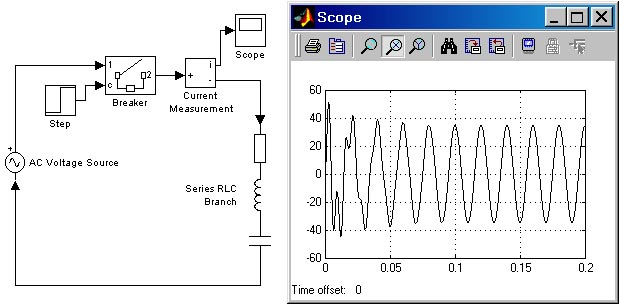 Scope
1
c
2
Breaker
Step
+
i
-
Current
Measurement
Scope
+
AC Voltage Source
Series RLC
Branch
60
40
20
0
-20
-40
-60
0
0.05
0.1
0.15
0.2
Time offset: 0